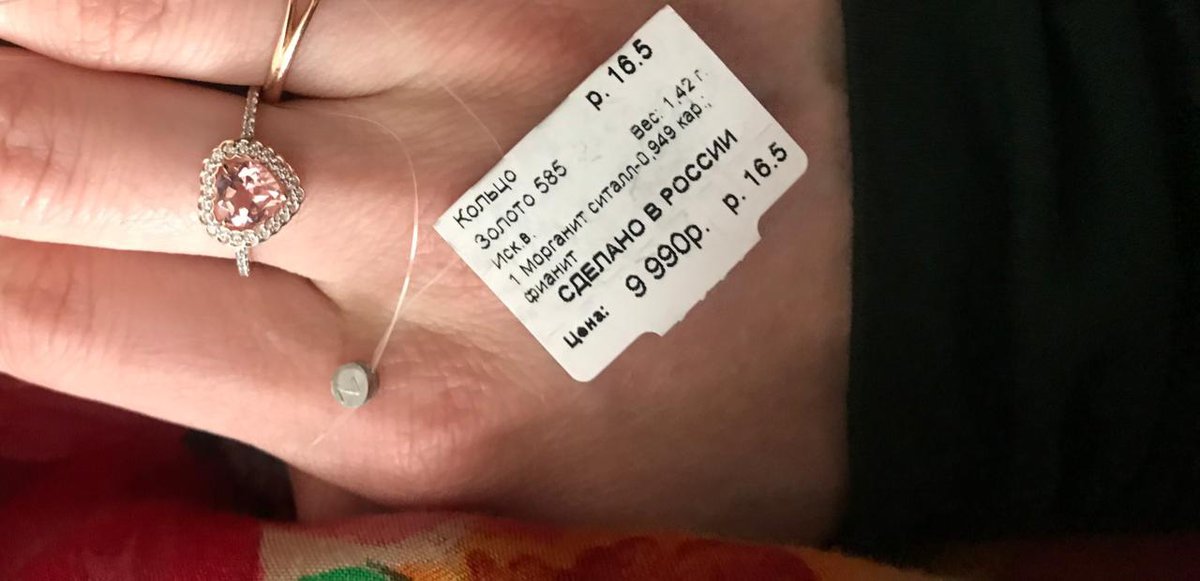 р. 16.5
Кольцо
Золото 585 Вес: 1,42 г.
Иск.в.
1 Морганит ситалл-0,949 кар.;
фианит
СДЕЛАНО В РОССИИ
Цена: 9 990р. р. 16.5